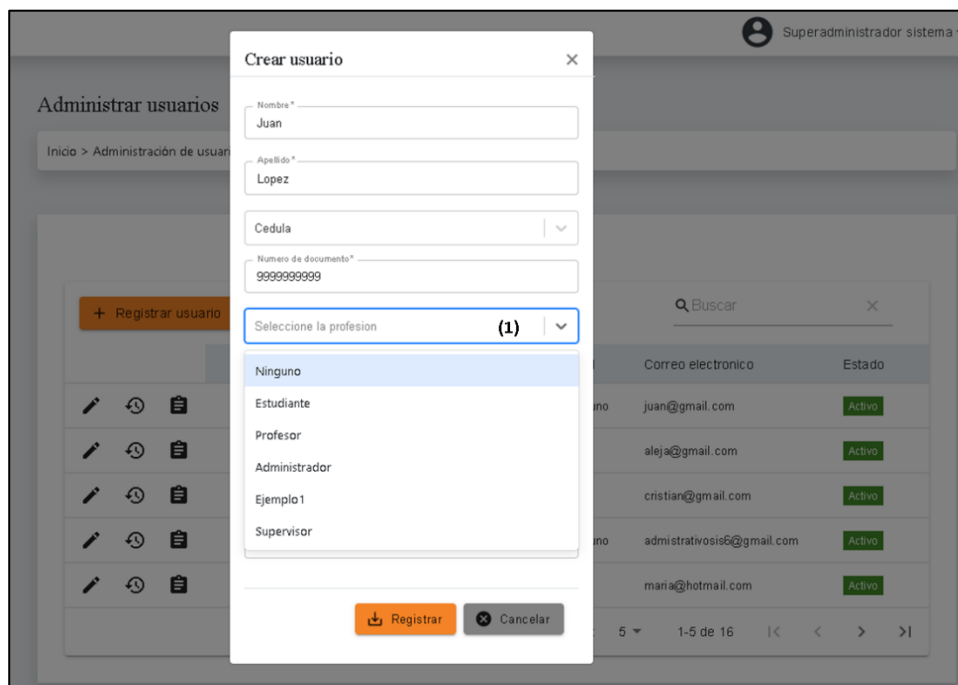 Superadministrador sistema
Crear usuario
Administrar usuarios
Nombre *
Juan
Inicio > Administración de usuar
Apellido *
Lopez
Cedula
Numero de documento *
9999999999
+ Registrar usuario
Buscar
Seleccione la profesion (1)
Correo electronico Estado
Ninguno
Estudiante
uno juan@gmail.com Activo
Profesor
aleja@gmail.com Activo
Administrador
Ejemplo1
cristian@gmail.com Activo
Supervisor
uno admistrativosis6@gmail.com Activo
maria@hotmail.com Activo
Registrar Cancelar
5 1-5 de 16